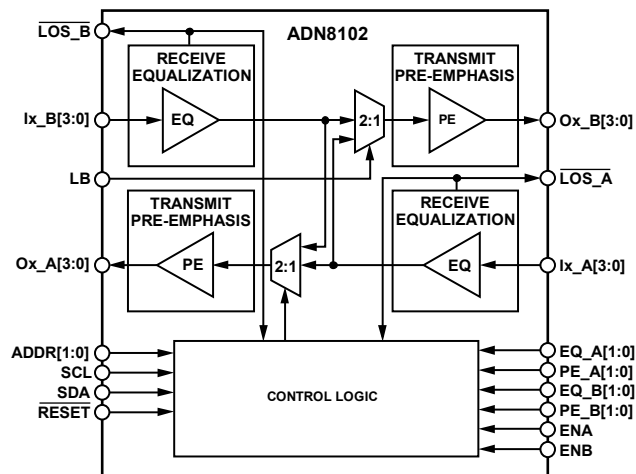 LOS_B
ADN8102
RECEIVE
EQUALIZATION
TRANSMIT
PRE-EMPHASIS
Ix_B[3:0]
EQ
2:1
PE
Ox_B[3:0]
LB
LOS_A
TRANSMIT
PRE-EMPHASIS
RECEIVE
EQUALIZATION
Ox_A[3:0]
PE
2:1
EQ
Ix_A[3:0]
ADDR[1:0]
SCL
SDA
RESET
CONTROL LOGIC
EQ_A[1:0]
PE_A[1:0]
EQ_B[1:0]
PE_B[1:0]
ENA
ENB